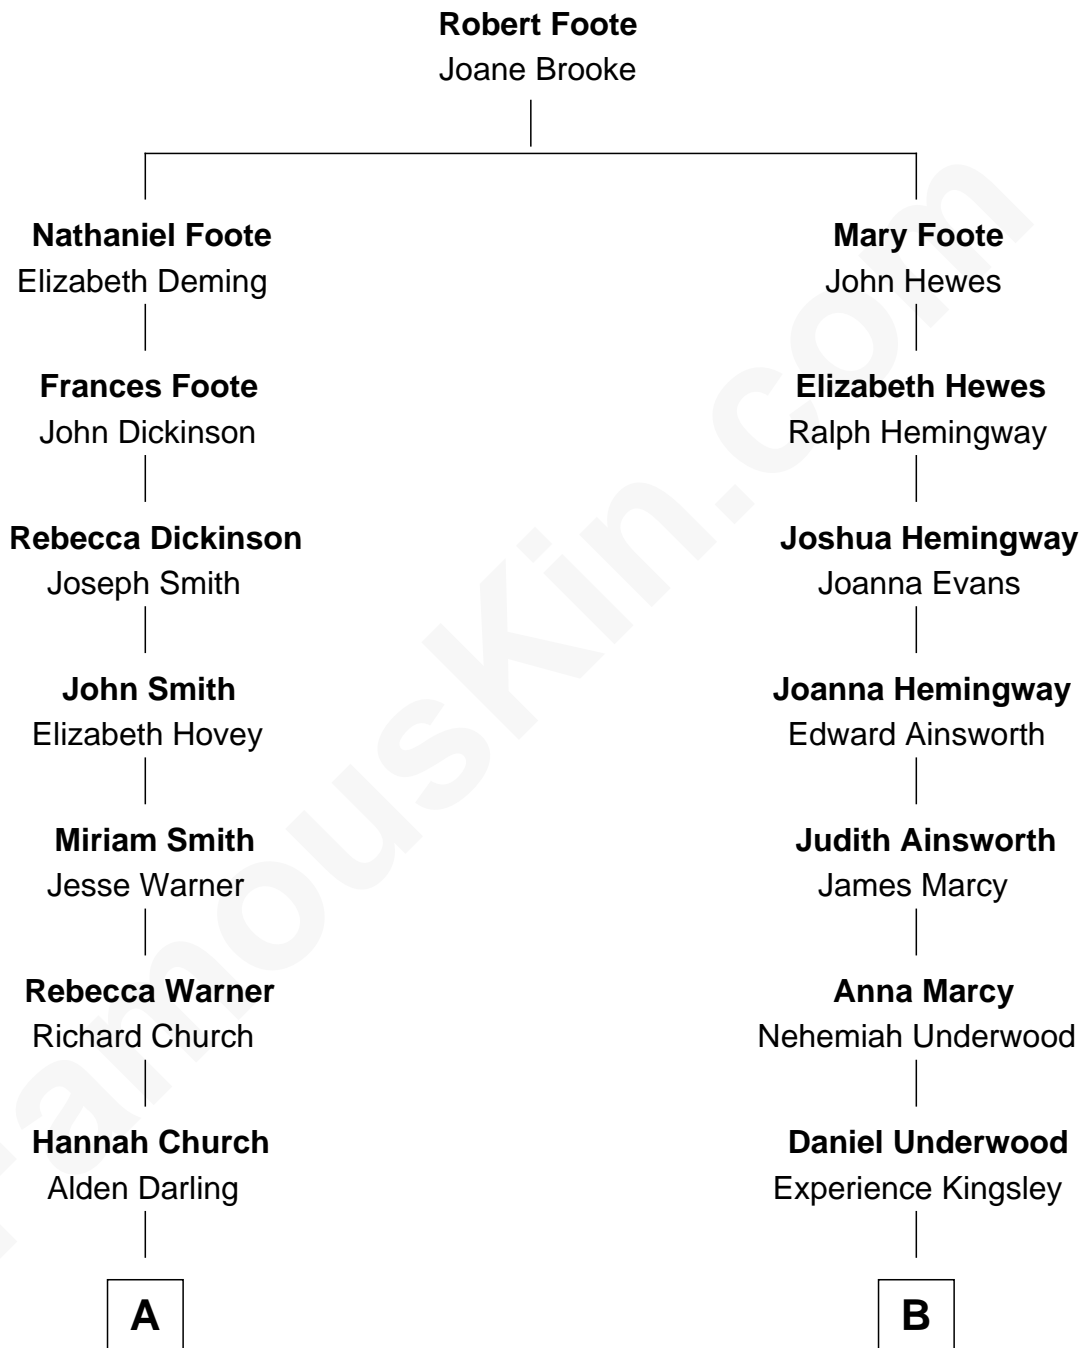 Robert Foote
Joane Brooke
Nathaniel Foote
Elizabeth Deming
Mary Foote
John Hewes
Frances Foote
John Dickinson
Elizabeth Hewes
Ralph Hemingway
Rebecca Dickinson
Joseph Smith
Joshua Hemingway
Joanna Evans
John Smith
Elizabeth Hovey
Joanna Hemingway
Edward Ainsworth
Miriam Smith
Jesse Warner
Judith Ainsworth
James Marcy
Rebecca Warner
Richard Church
Anna Marcy
Nehemiah Underwood
Hannah Church
Alden Darling
Daniel Underwood
Experience Kingsley
A
B
FamousKin.com